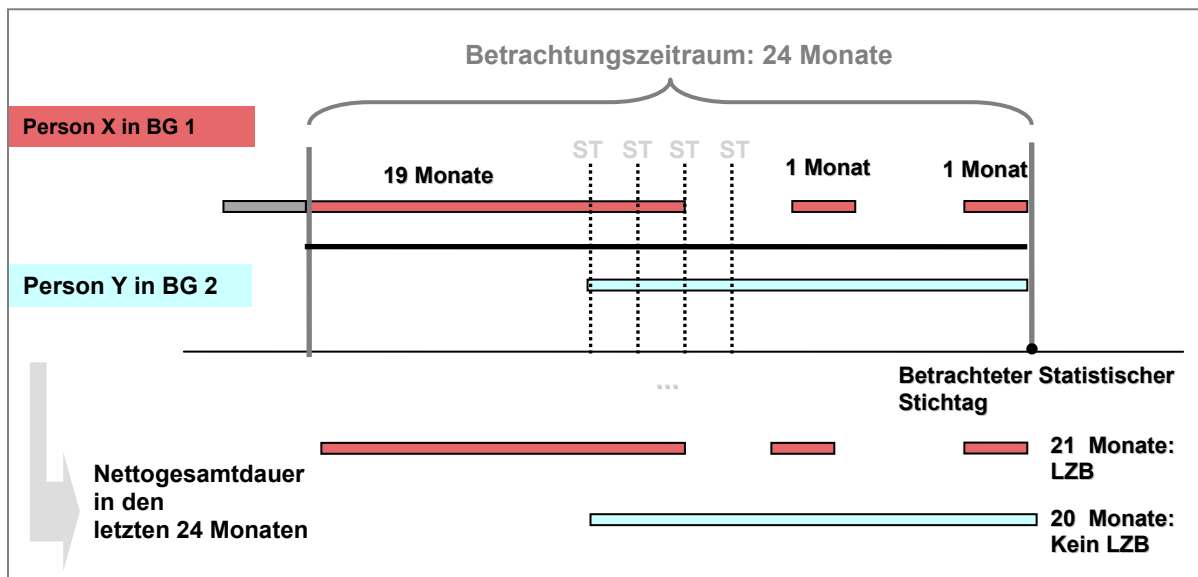 Betrachtungszeitraum: 24 Monate
Person X in BG 1
ST ST ST ST
19 Monate
1 Monat
1 Monat
Person Y in BG 2
...
Betrachteter Statistischer
Stichtag
Nettogesamtdauer
in den
letzten 24 Monaten
21 Monate:
LZB
20 Monate:
Kein LZB